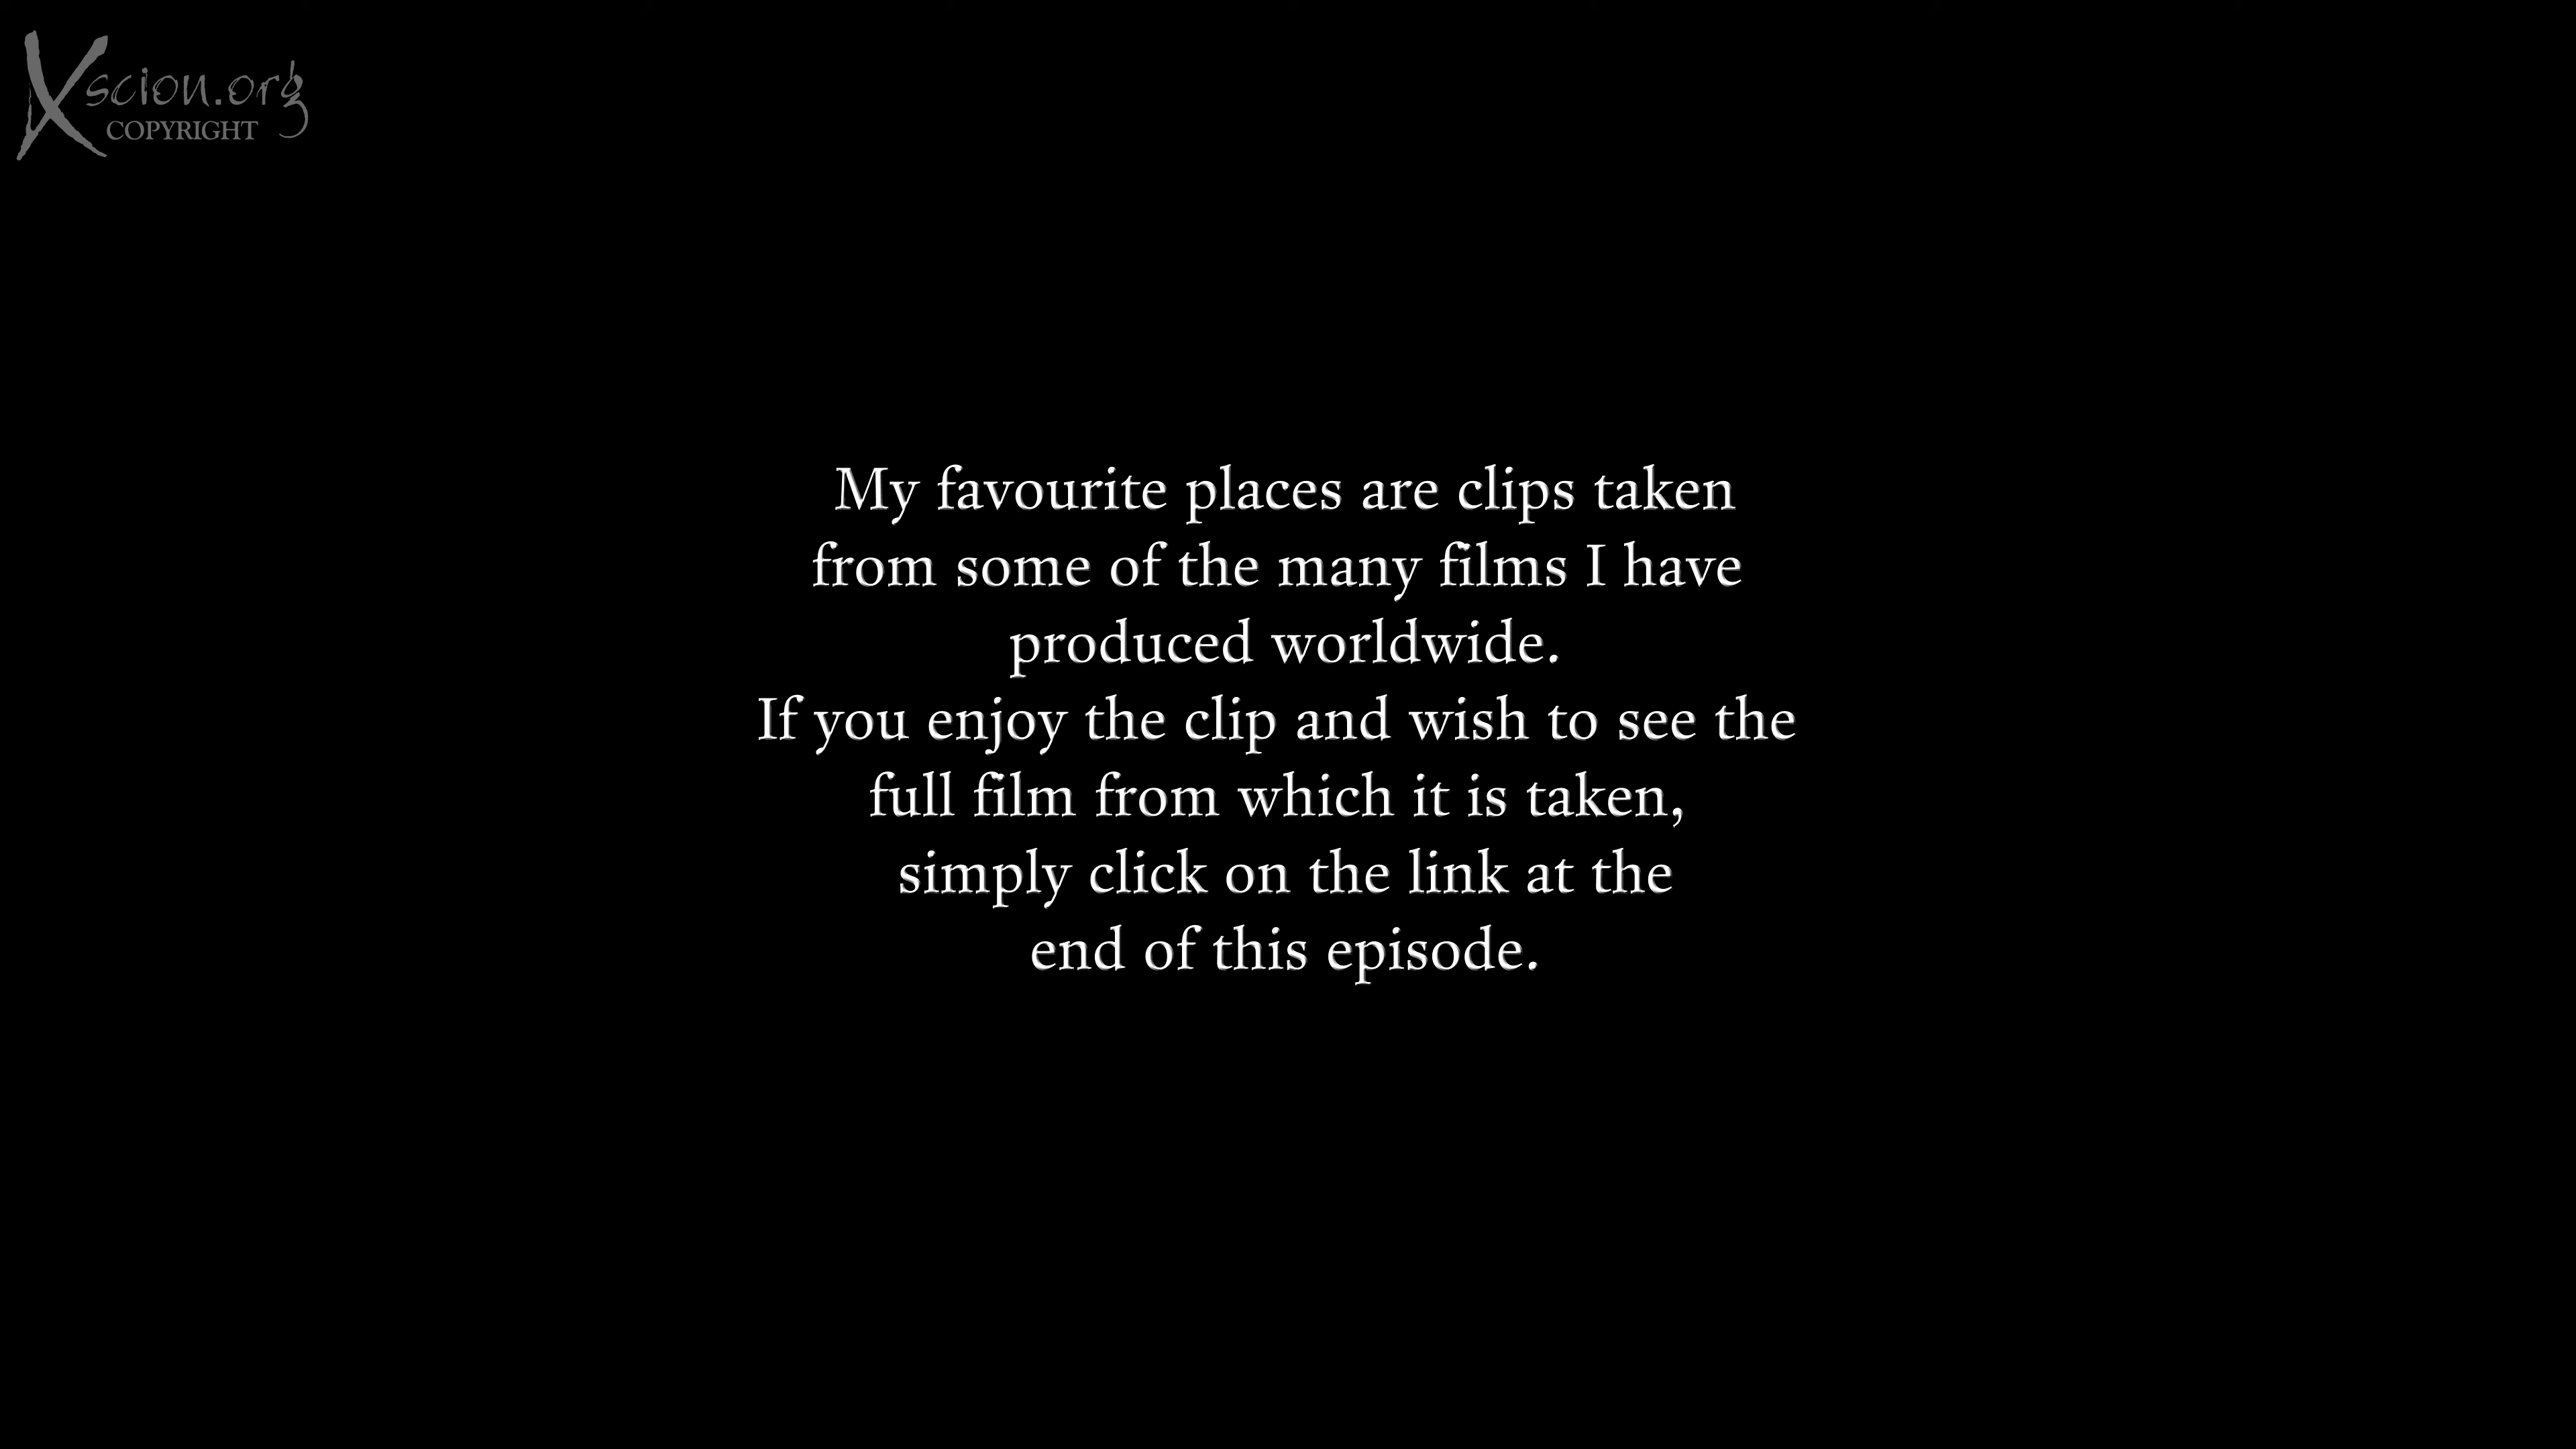 Xscion.org
COPYRIGHT
My favourite places are clips taken
from some of the many films I have
produced worldwide.
If you enjoy the clip and wish to see the
full film from which it is taken,
simply click on the link at the
end of this episode.